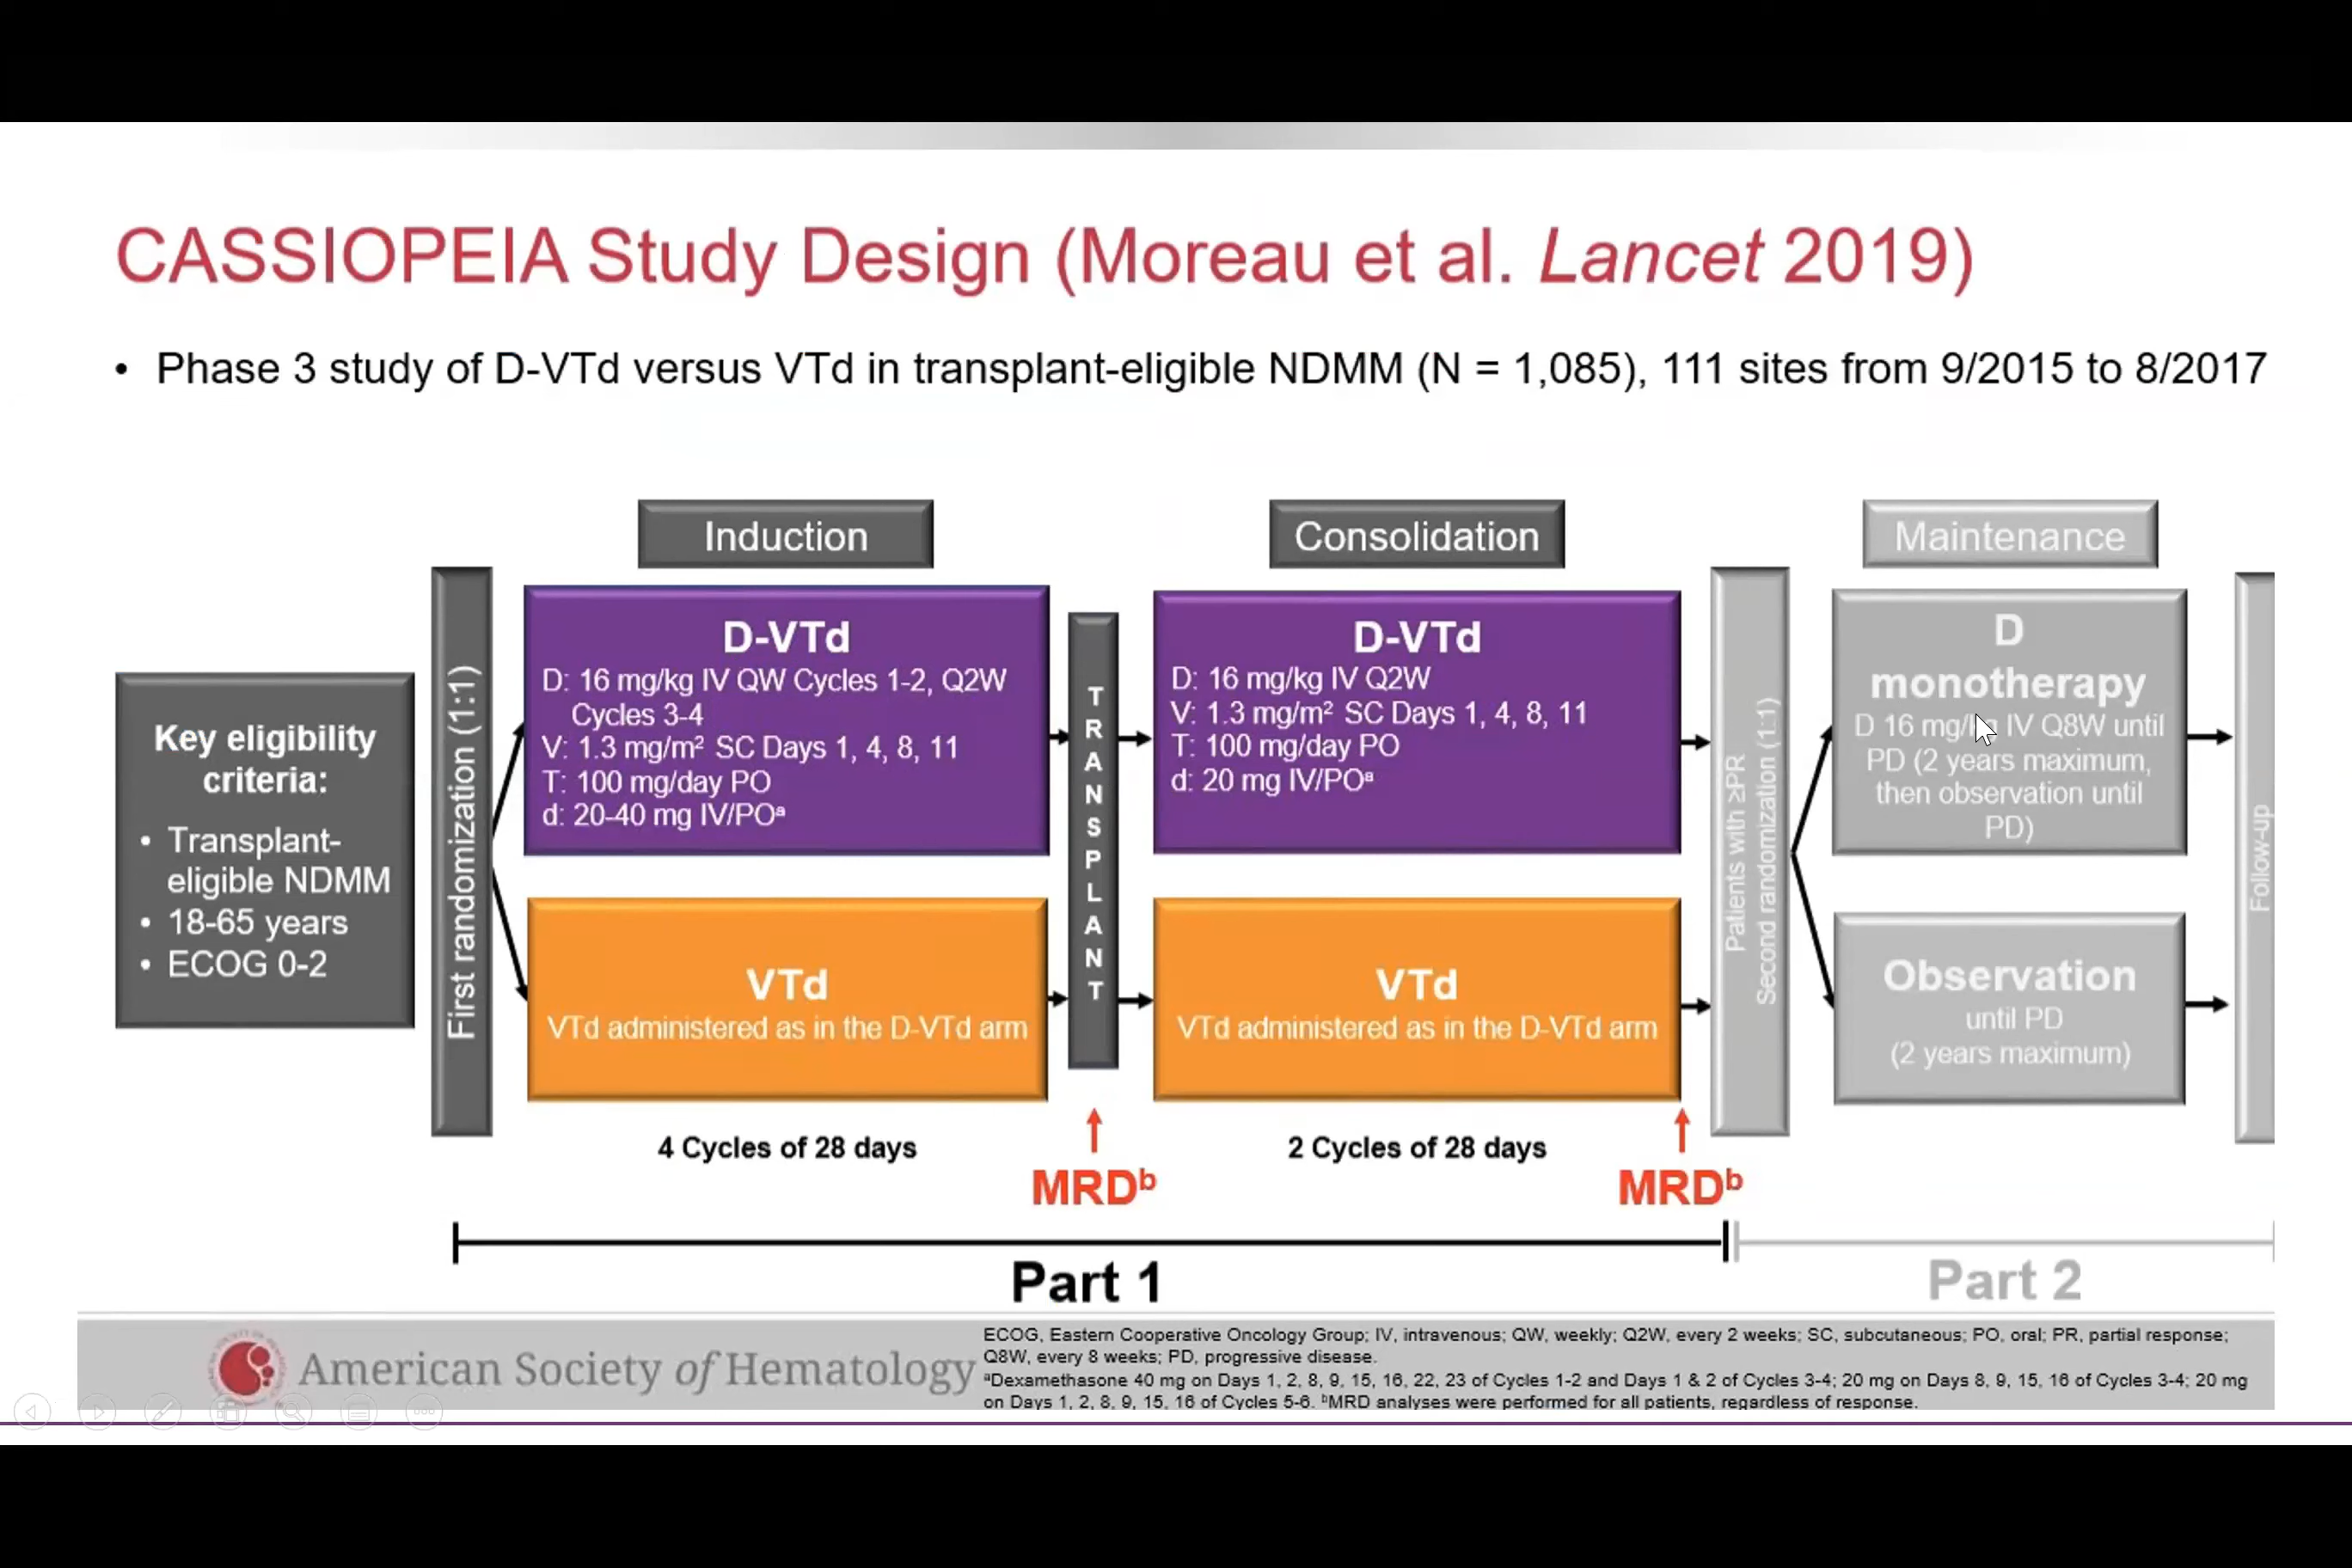 CASSIOPEIA Study Design (Moreau et al. Lancet 2019)
• Phase 3 study of D-VTd versus VTd in transplant-eligible NDMM (N = 1,085), 111 sites from 9/2015 to 8/2017
Key eligibility
criteria:
• Transplant-
eligible NDMM
• 18-65 years
• ECOG 0-2
First randomization (1:1)
Induction
D-VTd
D: 16 mg/kg IV QW Cycles 1-2, Q2W
Cycles 3-4
V: 1.3 mg/m² SC Days 1, 4, 8, 11
T: 100 mg/day PO
d: 20-40 mg IV/POᵃ
VTd
VTd administered as in the D-VTd arm
4 Cycles of 28 days
TRANSPLANT
MRDᵇ
Consolidation
D-VTd
D: 16 mg/kg IV Q2W
V: 1.3 mg/m² SC Days 1, 4, 8, 11
T: 100 mg/day PO
d: 20 mg IV/POᵃ
VTd
VTd administered as in the D-VTd arm
2 Cycles of 28 days
MRDᵇ
Patients with ≥PR
Second randomization (1:1)
Maintenance
D
monotherapy
D 16 mg/kg IV Q8W until
PD (2 years maximum,
then observation until
PD)
Observation
until PD
(2 years maximum)
Follow-up
Part 1
Part 2
American Society of Hematology
ECOG, Eastern Cooperative Oncology Group; IV, intravenous; QW, weekly; Q2W, every 2 weeks; SC, subcutaneous; PO, oral; PR, partial response;
Q8W, every 8 weeks; PD, progressive disease.
ᵃDexamethasone 40 mg on Days 1, 2, 8, 9, 15, 16, 22, 23 of Cycles 1-2 and Days 1 & 2 of Cycles 3-4; 20 mg on Days 8, 9, 15, 16 of Cycles 3-4; 20 mg
on Days 1, 2, 8, 9, 15, 16 of Cycles 5-6. ᵇMRD analyses were performed for all patients, regardless of response.